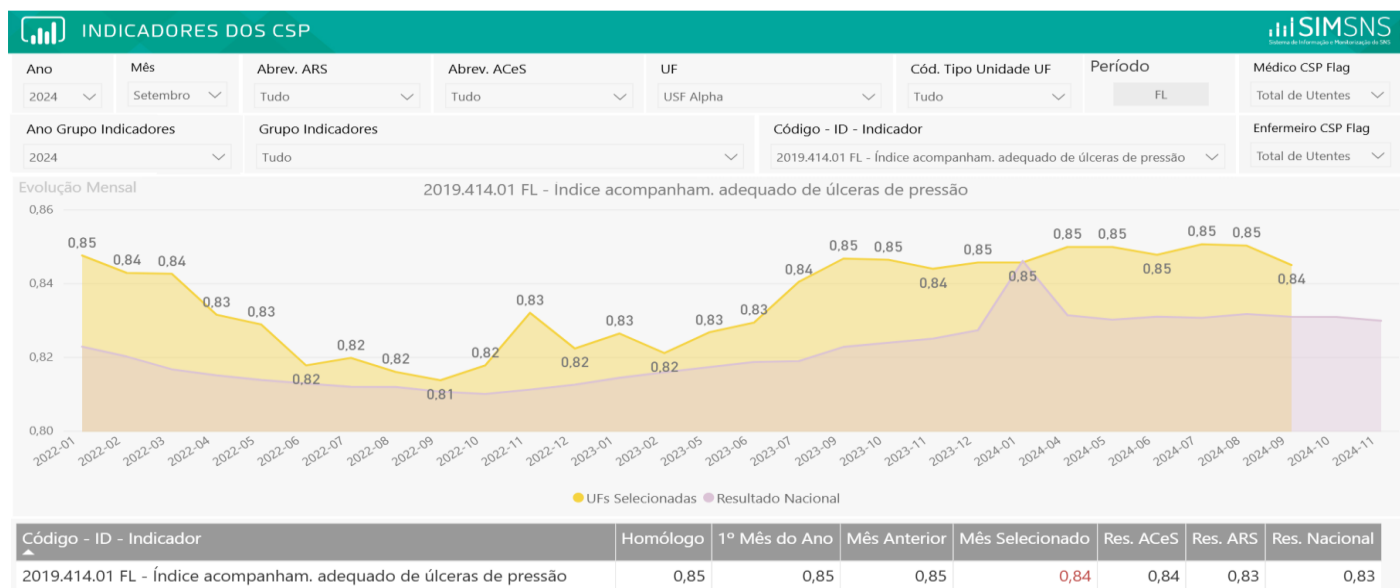 INDICADORES DOS CSP
SIMSNS
Sistema de Informação e Monitorização do SNS
Ano Mês Abrev. ARS Abrev. ACeS UF Cód. Tipo Unidade UF Período Médico CSP Flag
2024 Setembro Tudo Tudo USF Alpha Tudo FL Total de Utentes
Ano Grupo Indicadores Grupo Indicadores Código - ID - Indicador Enfermeiro CSP Flag
2024 Tudo 2019.414.01 FL - Índice acompanham. adequado de úlceras de pressão Total de Utentes
Evolução Mensal
2019.414.01 FL - Índice acompanham. adequado de úlceras de pressão
0,86
0,84
0,82
0,80
0,85 0,84 0,84 0,83 0,83 0,82 0,82 0,82 0,81 0,82 0,83 0,82 0,83 0,82 0,83 0,83 0,84 0,85 0,85 0,84 0,85 0,85 0,85 0,85 0,85 0,85 0,85 0,84
2022-01 2022-02 2022-03 2022-04 2022-05 2022-06 2022-07 2022-08 2022-09 2022-10 2022-11 2022-12 2023-01 2023-02 2023-05 2023-06 2023-07 2023-09 2023-10 2023-11 2023-12 2024-01 2024-04 2024-05 2024-06 2024-07 2024-08 2024-09 2024-10 2024-11
UFs Selecionadas Resultado Nacional
Código - ID - Indicador Homólogo 1º Mês do Ano Mês Anterior Mês Selecionado Res. ACeS Res. ARS Res. Nacional
2019.414.01 FL - Índice acompanham. adequado de úlceras de pressão 0,85 0,85 0,85 0,84 0,84 0,83 0,83